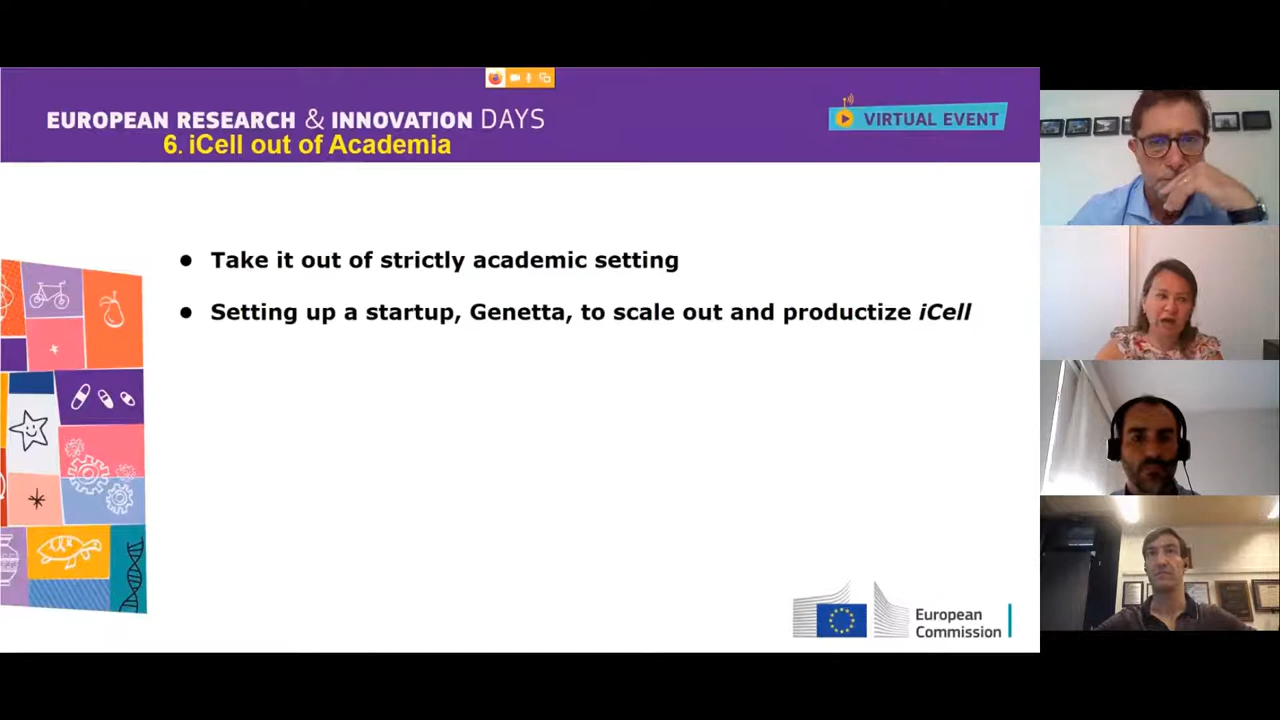 EUROPEAN RESEARCH & INNOVATION DAYS
VIRTUAL EVENT
6. iCell out of Academia
● Take it out of strictly academic setting
● Setting up a startup, Genetta, to scale out and productize iCell
European
Commission